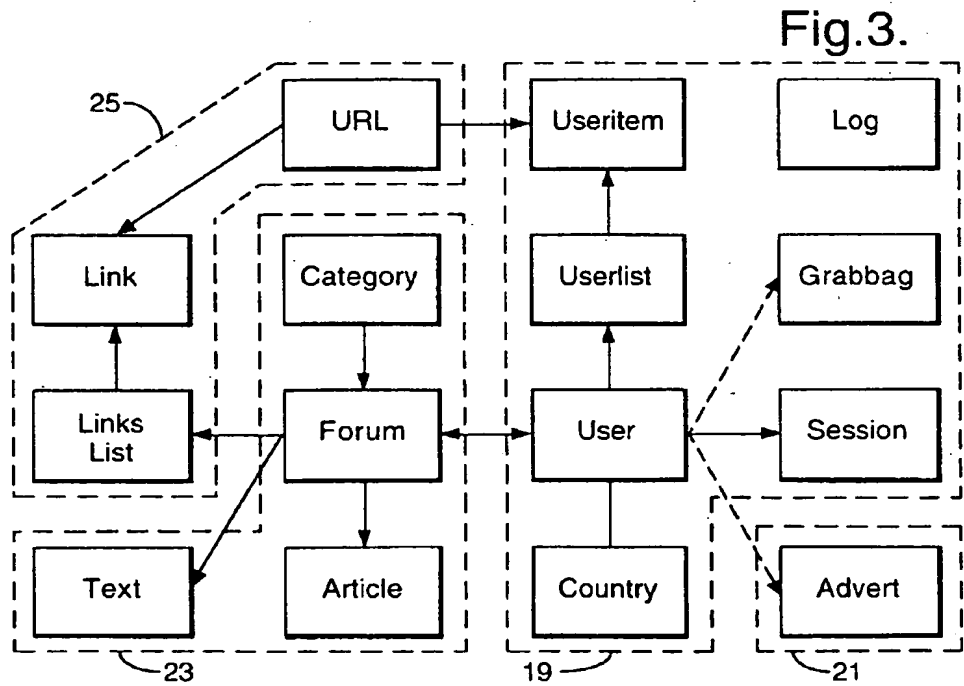 Fig.3.
25
URL
Useritem
Log
Link
Category
Userlist
Grabbag
Links
List
Forum
User
Session
Text
Article
Country
Advert
23
19
21